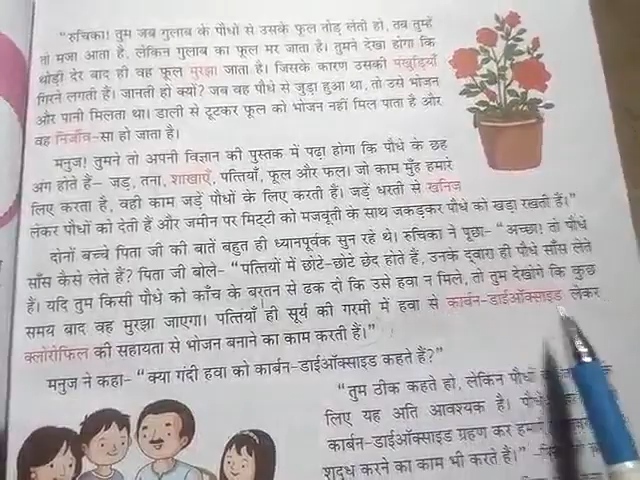 “रुचिका! तुम जब गुलाब के पौधों से उसके फूल तोड़ लेती हो, तब तुम्हें
तो मजा आता है, लेकिन गुलाब का फूल मर जाता है। तुमने देखा होगा कि
थोड़ी देर बाद ही वह फूल मुरझा जाता है। जिसके कारण उसकी पंखुड़ियाँ
गिरने लगती हैं। जानती हो क्यों? जब वह पौधे से जुड़ा हुआ था, तो उसे भोजन
और पानी मिलता था। डाली से टूटकर फूल को भोजन नहीं मिल पाता है और
वह निर्जीव-सा हो जाता है।
मनुज! तुमने तो अपनी विज्ञान की पुस्तक में पढ़ा होगा कि पौधे के छह
अंग होते हैं– जड़, तना, शाखाएँ, पत्तियाँ, फूल और फल। जो काम मुँह हमारे
लिए करता है, वही काम जड़ें पौधों के लिए करती हैं। जड़ें धरती से खनिज
लेकर पौधों को देती हैं और जमीन पर मिट्टी को मजबूती के साथ जकड़कर पौधे को खड़ा रखती हैं।”
दोनों बच्चे पिता जी की बातें बहुत ही ध्यानपूर्वक सुन रहे थे। रुचिका ने पूछा– “अच्छा! तो पौधे
साँस कैसे लेते हैं? पिता जी बोले– “पत्तियों में छोटे-छोटे छेद होते हैं, उनके द्वारा ही पौधे साँस लेते
हैं। यदि तुम किसी पौधे को काँच के बरतन से ढक दो कि उसे हवा न मिले, तो तुम देखोगे कि कुछ
समय बाद वह मुरझा जाएगा। पत्तियाँ ही सूर्य की गरमी में हवा से कार्बन-डाईऑक्साइड लेकर
क्लोरोफिल की सहायता से भोजन बनाने का काम करती हैं।”
मनुज ने कहा– “क्या गंदी हवा को कार्बन-डाईऑक्साइड कहते हैं?”
“तुम ठीक कहते हो, लेकिन पौधों
लिए यह अति आवश्यक है। पौधे
कार्बन-डाईऑक्साइड ग्रहण कर हमारे
शुद्ध करने का काम भी करते हैं।”